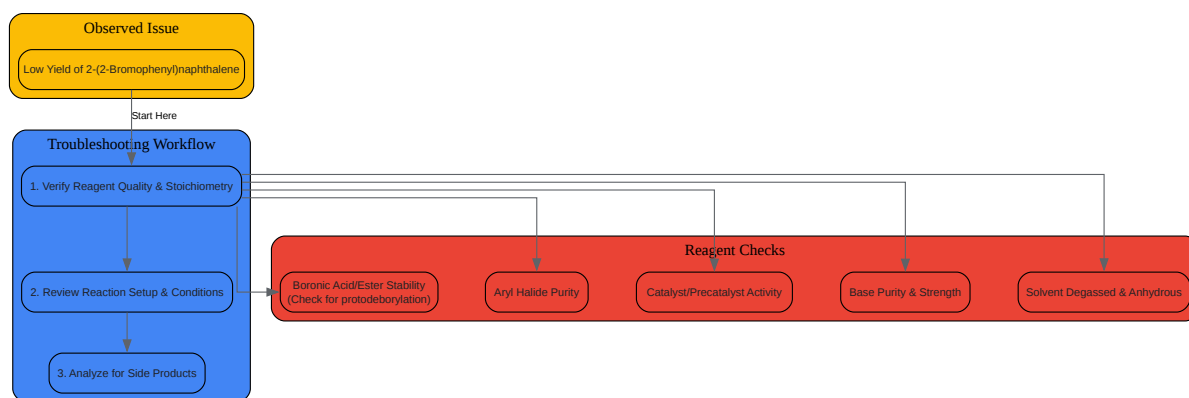 Observed Issue
Low Yield of 2-(2-Bromophenyl)naphthalene
Start Here
Troubleshooting Workflow
1. Verify Reagent Quality & Stoichiometry
Reagent Checks
Boronic Acid/Ester Stability
(Check for protodeborylation)
Aryl Halide Purity
Catalyst/Precatalyst Activity
Base Purity & Strength
Solvent Degassed & Anhydrous
2. Review Reaction Setup & Conditions
3. Analyze for Side Products